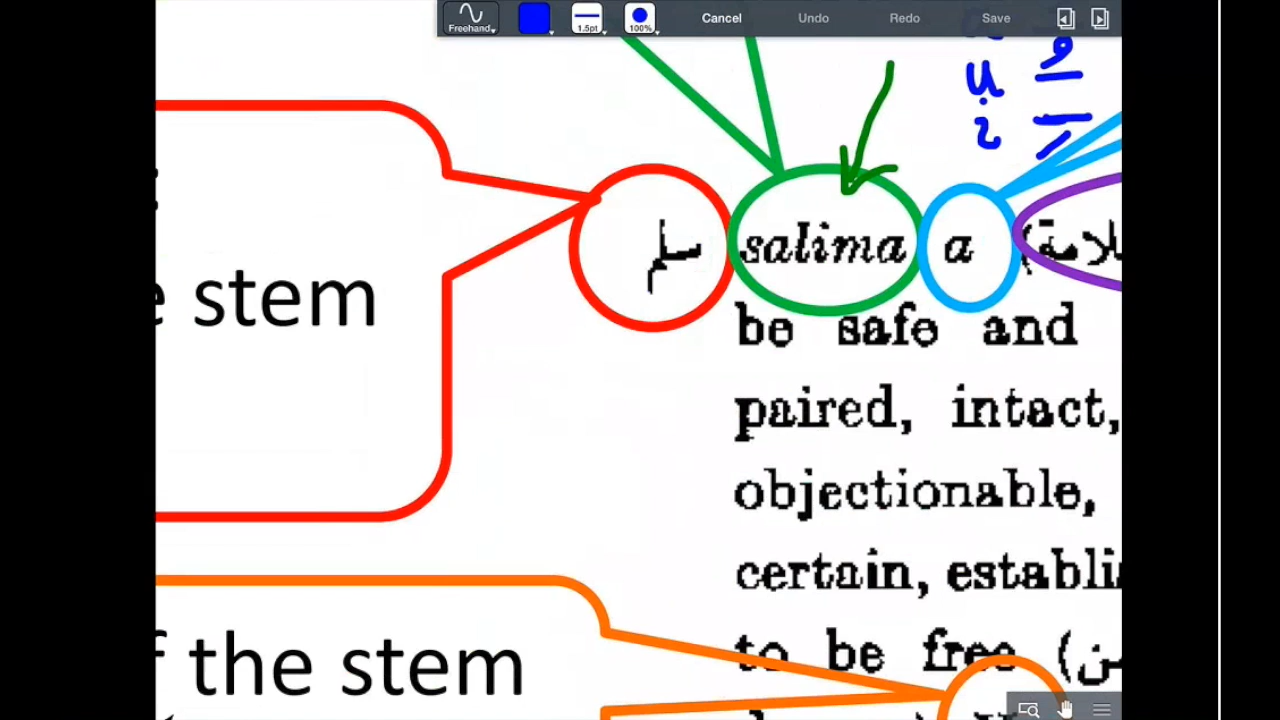 Freehand
1.5pt
100%
Cancel
Undo
Redo
Save
stem
سلم salima a (
be safe and
paired, intact,
objectionable,
certain,
to be free (
the stem